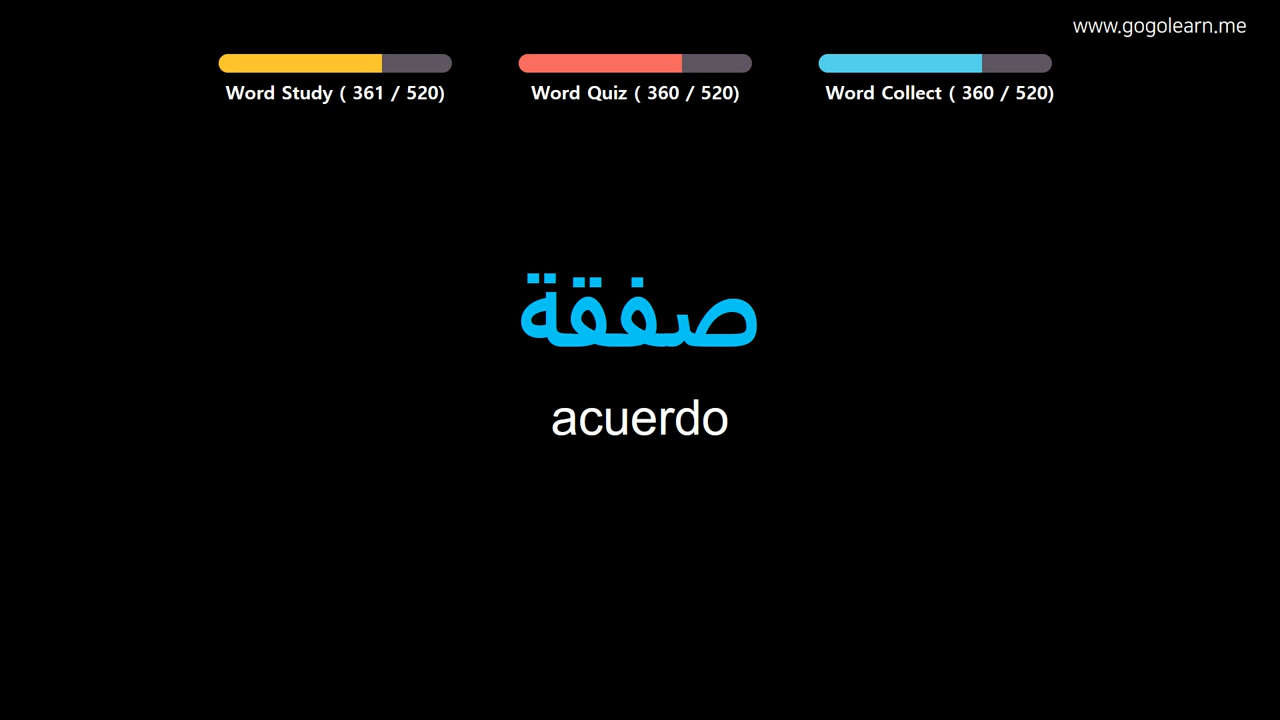 www.gogolearn.me
Word Study ( 361 / 520)
Word Quiz ( 360 / 520)
Word Collect ( 360 / 520)
صفقة
acuerdo